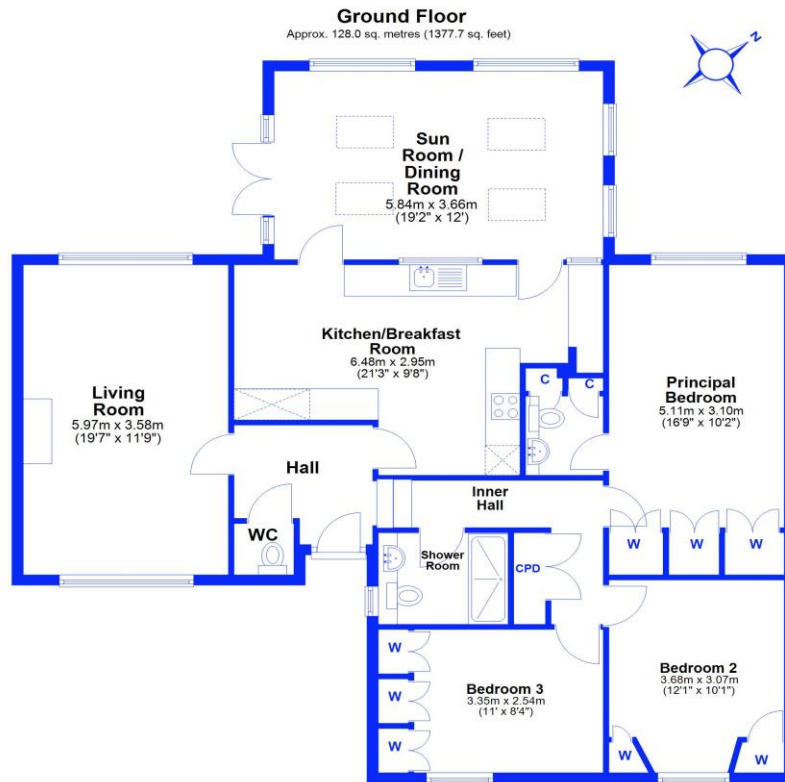 Ground Floor
Approx. 128.0 sq. metres (1377.7 sq. feet)
N
Sun
Room /
Dining
Room
5.84m x 3.66m
(19'2" x 12')
Kitchen/Breakfast
Room
6.48m x 2.95m
(21'3" x 9'8")
Living
Room
5.97m x 3.58m
(19'7" x 11'9")
C
C
Principal
Bedroom
5.11m x 3.10m
(16'9" x 10'2")
Hall
Inner
Hall
WC
Shower
Room
CPD
W
W
W
W
W
W
Bedroom 3
3.35m x 2.54m
(11' x 8'4")
Bedroom 2
3.68m x 3.07m
(12'1" x 10'1")
W
W